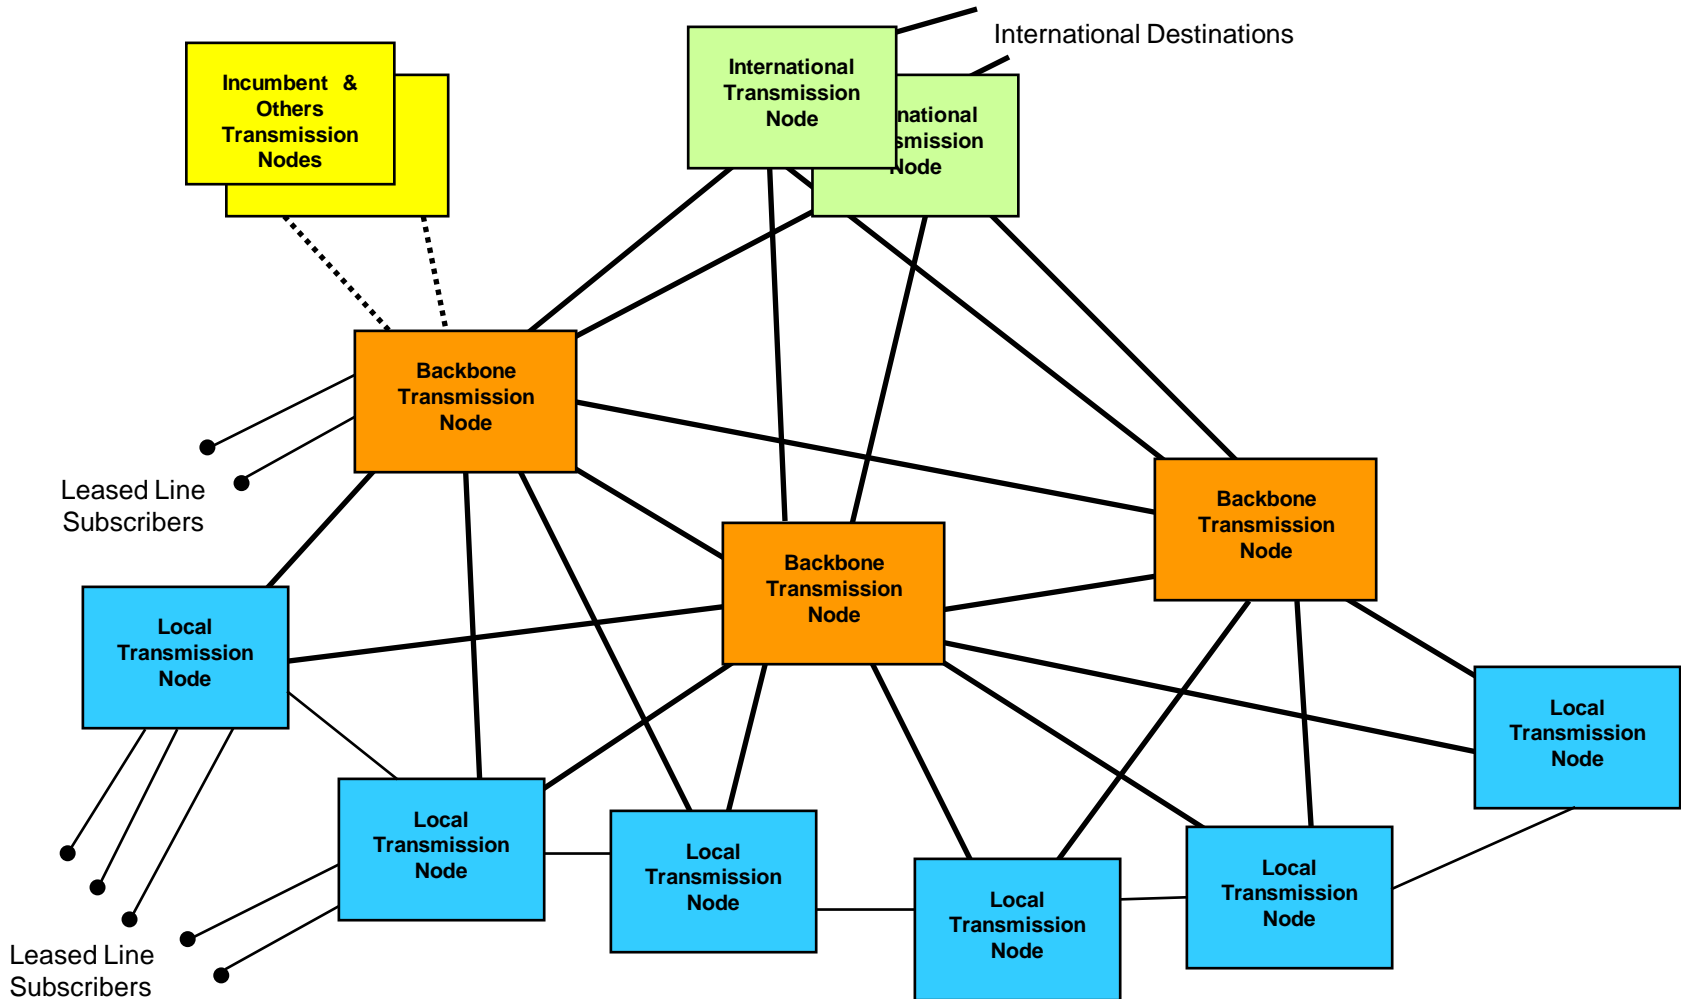 International Destinations
Incumbent &
Others
Transmission
Nodes
International
Transmission
Node
national
smission
Node
Backbone
Transmission
Node
Leased Line
Subscribers
Backbone
Transmission
Node
Backbone
Transmission
Node
Local
Transmission
Node
Local
Transmission
Node
Local
Transmission
Node
Local
Transmission
Node
Local
Transmission
Node
Local
Transmission
Node
Leased Line
Subscribers